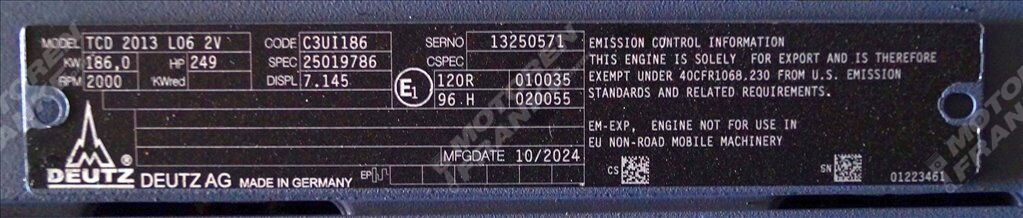 MODEL TCD 2013 L06 2V CODE C3UI186 SERNO 13250571
KW 186,0 HP 249 SPEC 25019786 CSPEC
RPM 2000 KWred DISPL 7.145 E1 120R 010035
96 H 020055
EMISSION CONTROL INFORMATION
THIS ENGINE IS SOLELY FOR EXPORT AND IS THEREFORE
EXEMPT UNDER 40CFR1068.230 FROM U.S. EMISSION
STANDARDS AND RELATED REQUIREMENTS.
EM-EXP, ENGINE NOT FOR USE IN
EU NON-ROAD MOBILE MACHINERY
MFGDATE 10/2024
DEUTZ ® DEUTZ AG MADE IN GERMANY EP
CS SN 01223461
MOTOREN
FRANKEN